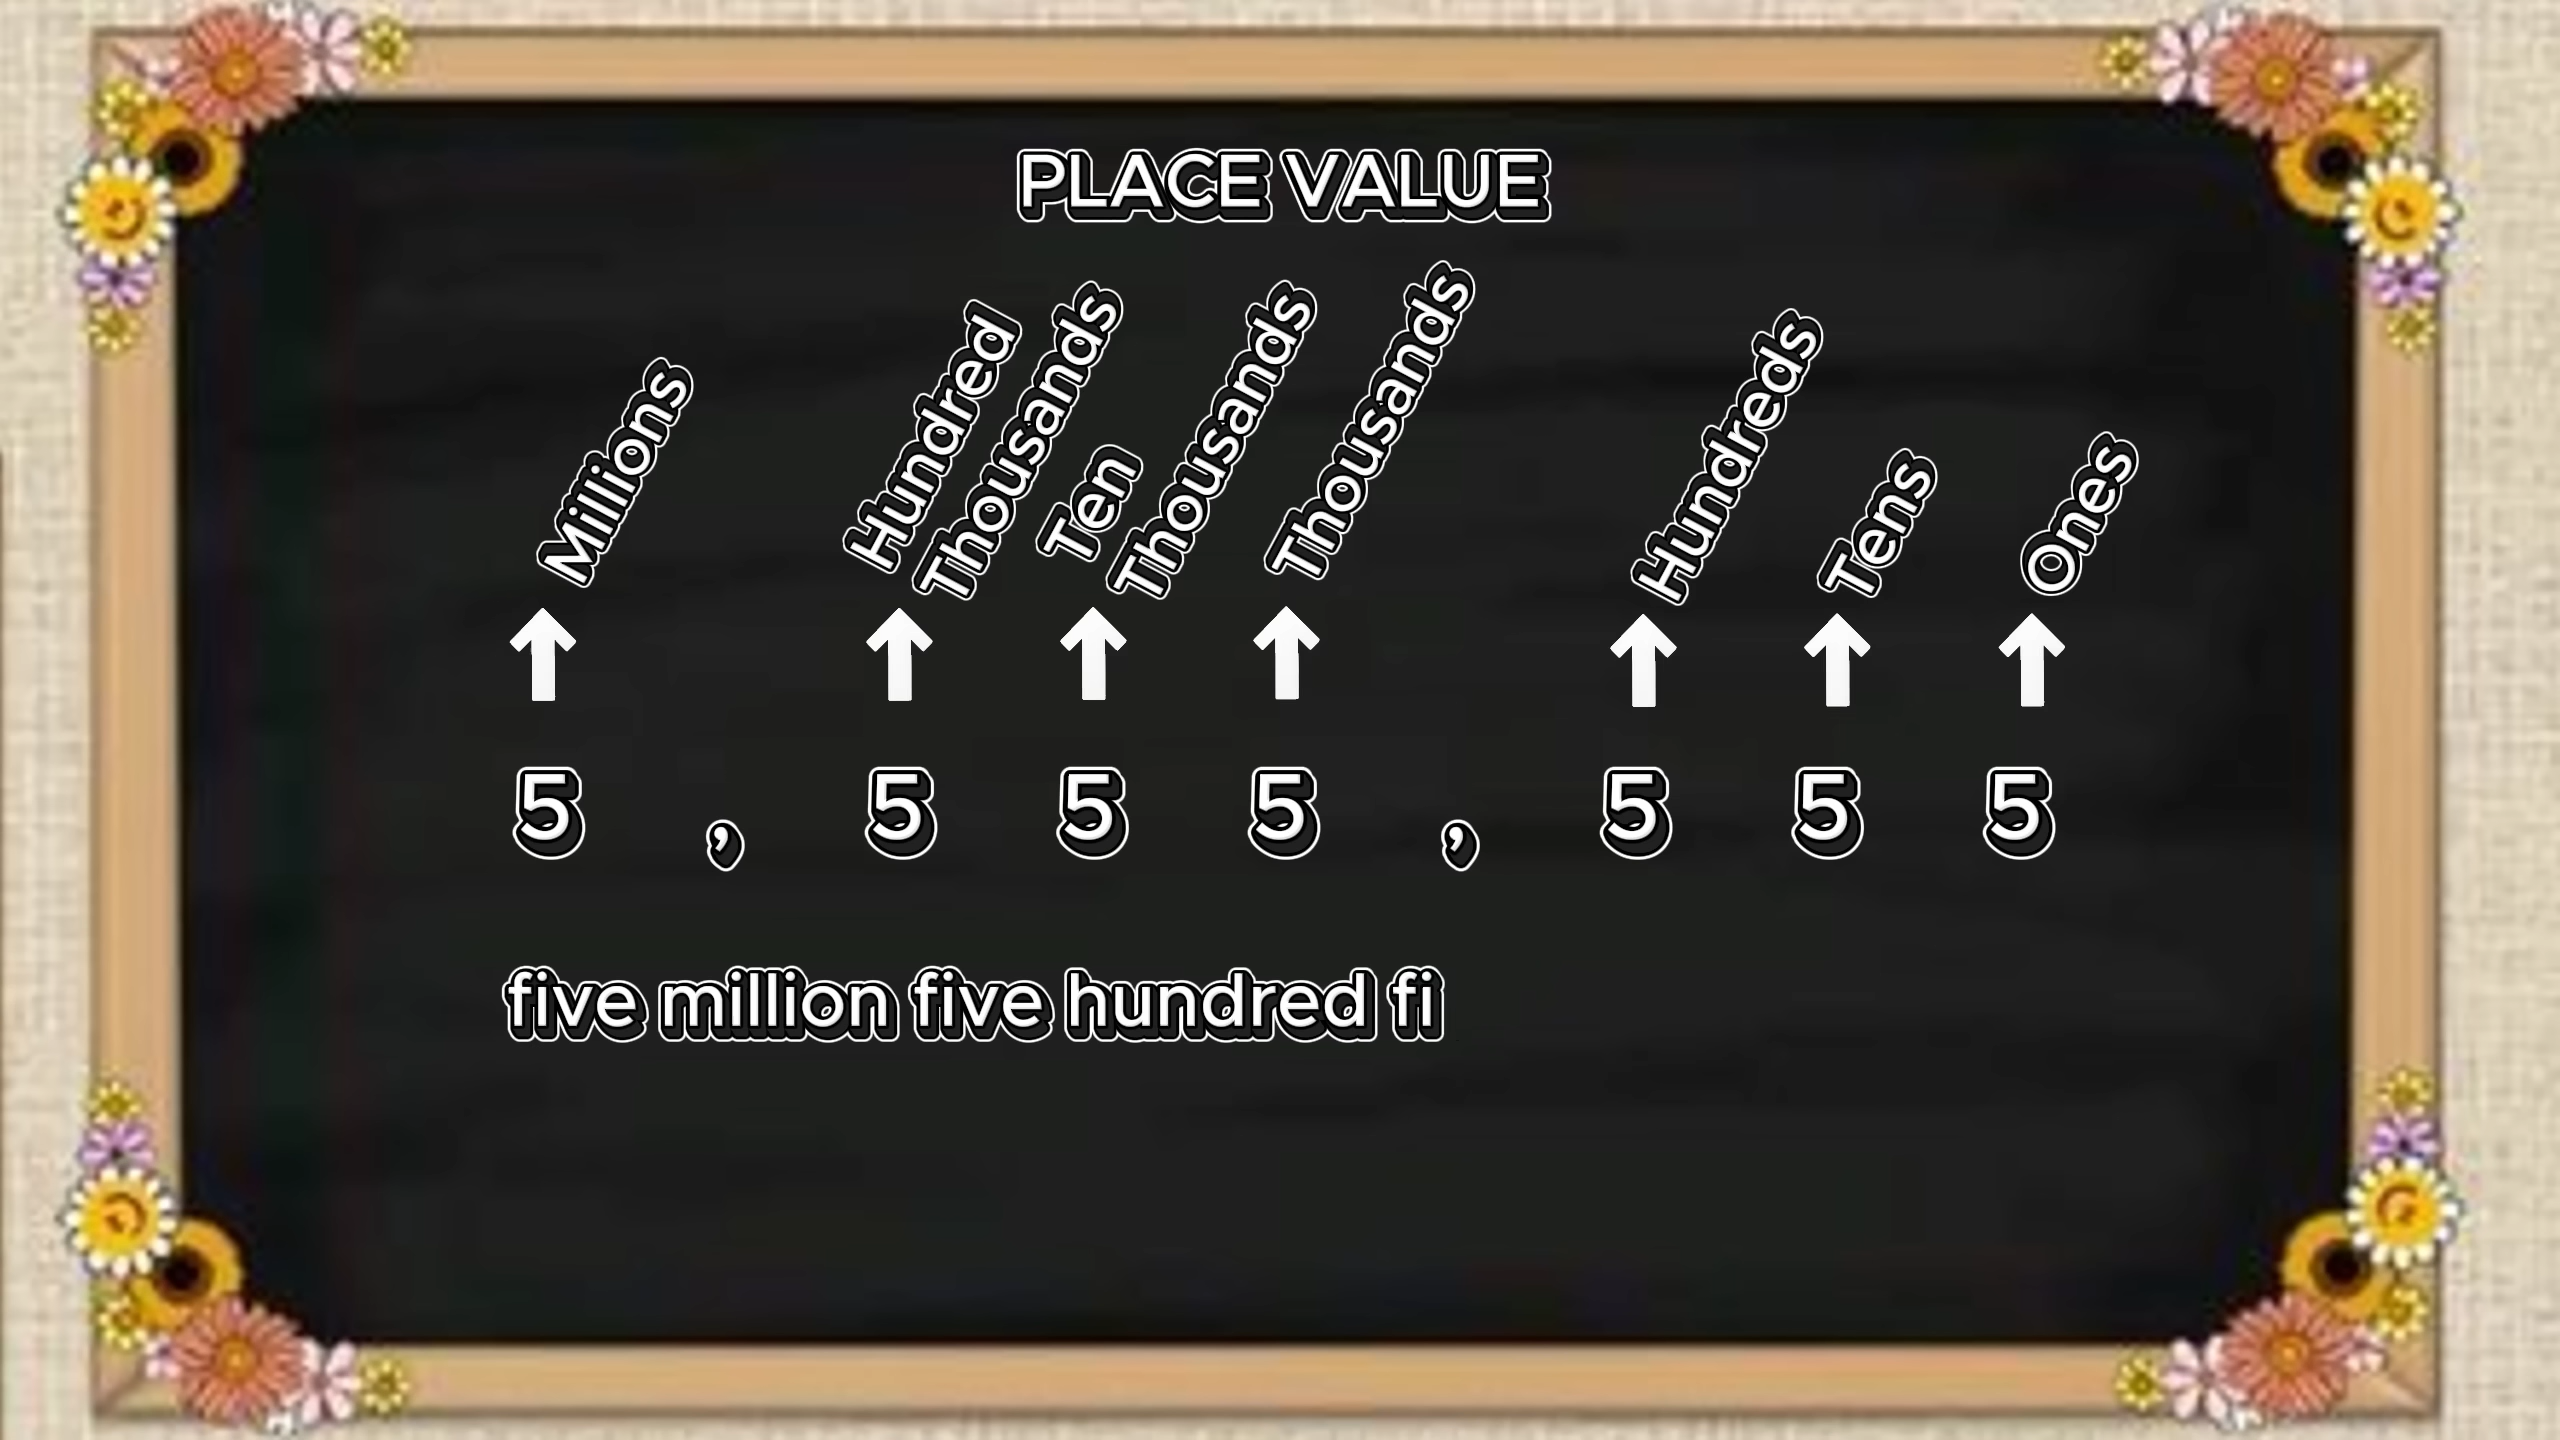 PLACE VALUE
Millions
Hundred
Thousands
Ten
Thousands
Thousands
Hundreds
Tens
Ones
5 , 5 5 5 , 5 5 5
five million five hundred fi